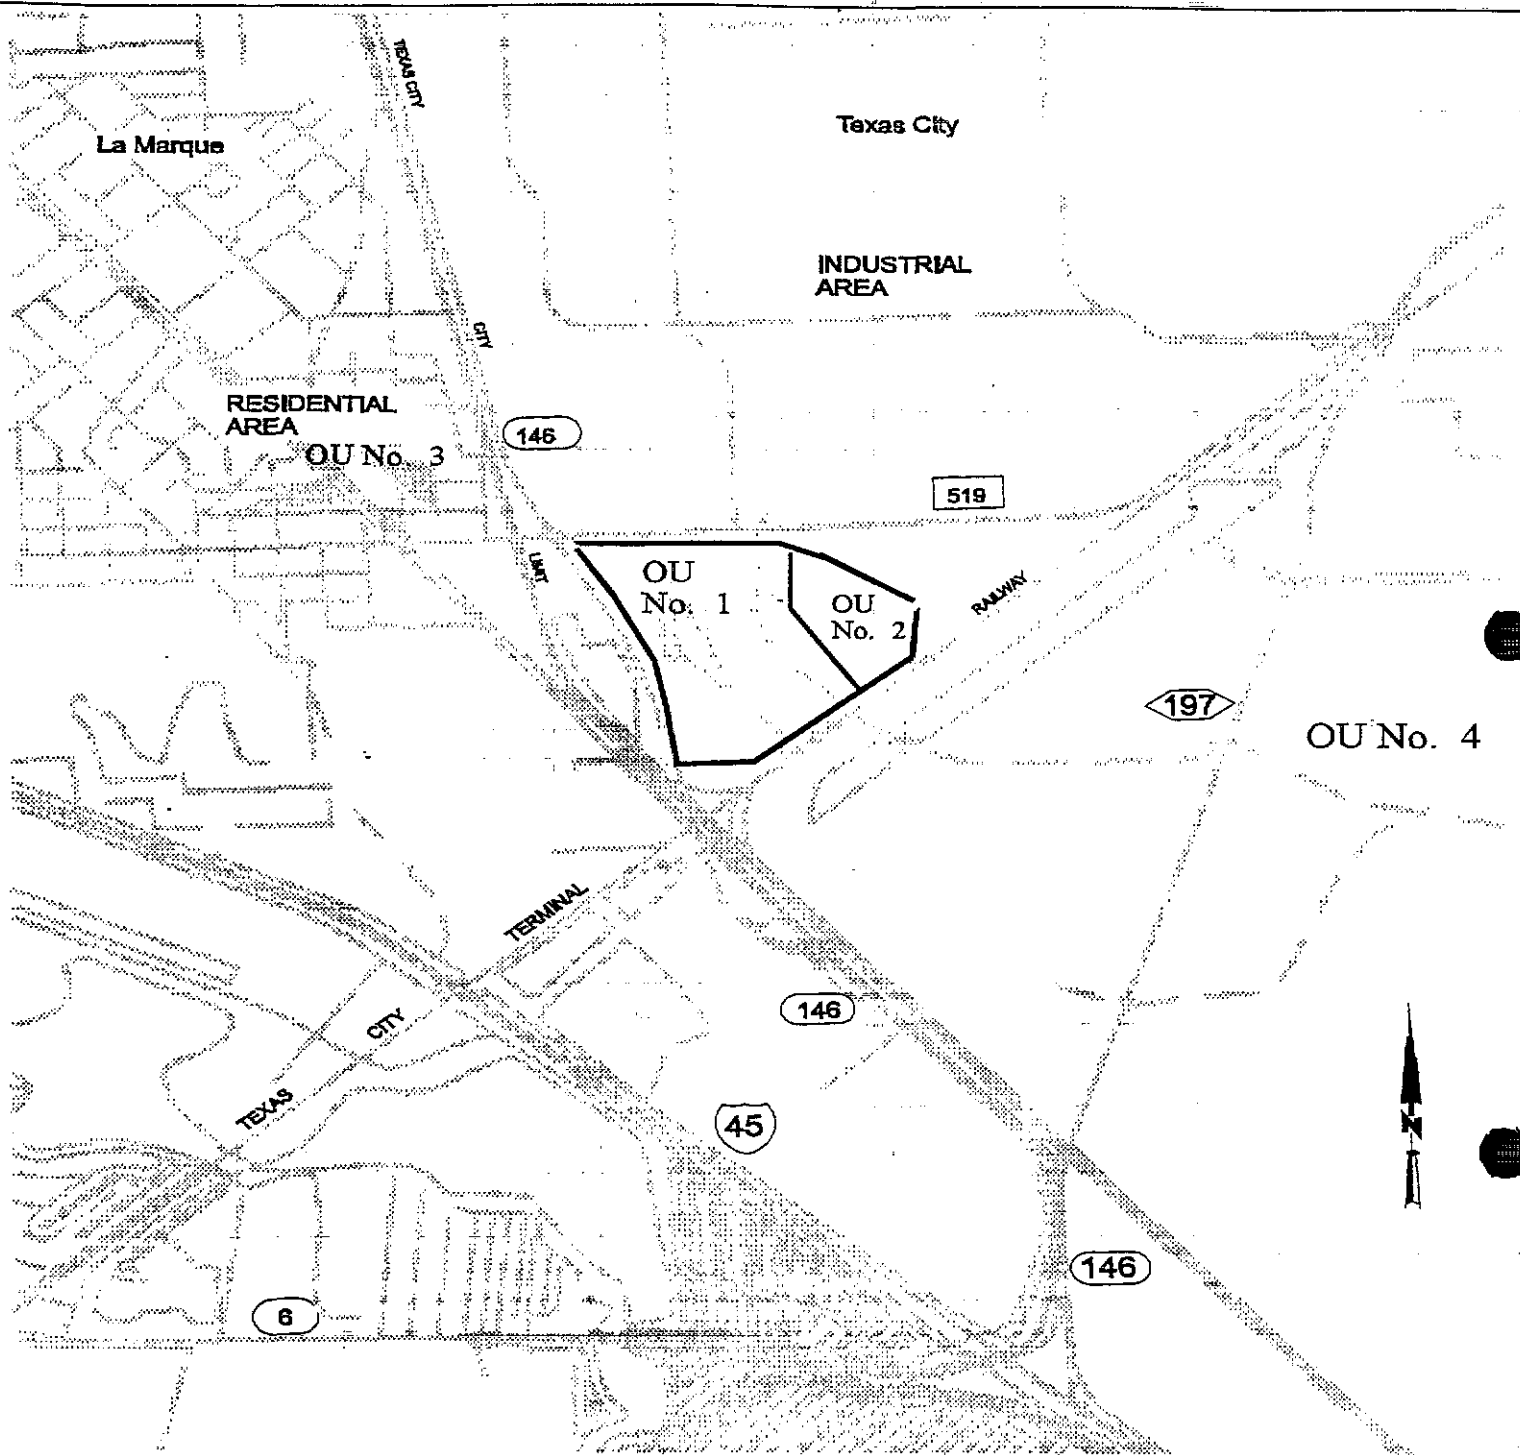 TEXAS CITY
La Marque
Texas City
INDUSTRIAL
AREA
CITY
RESIDENTIAL
AREA
OU No. 3
146
519
LIMIT
OU
No. 1
OU
No. 2
RAILWAY
197
OU No. 4
TERMINAL
146
CITY
TEXAS
45
N
146
6